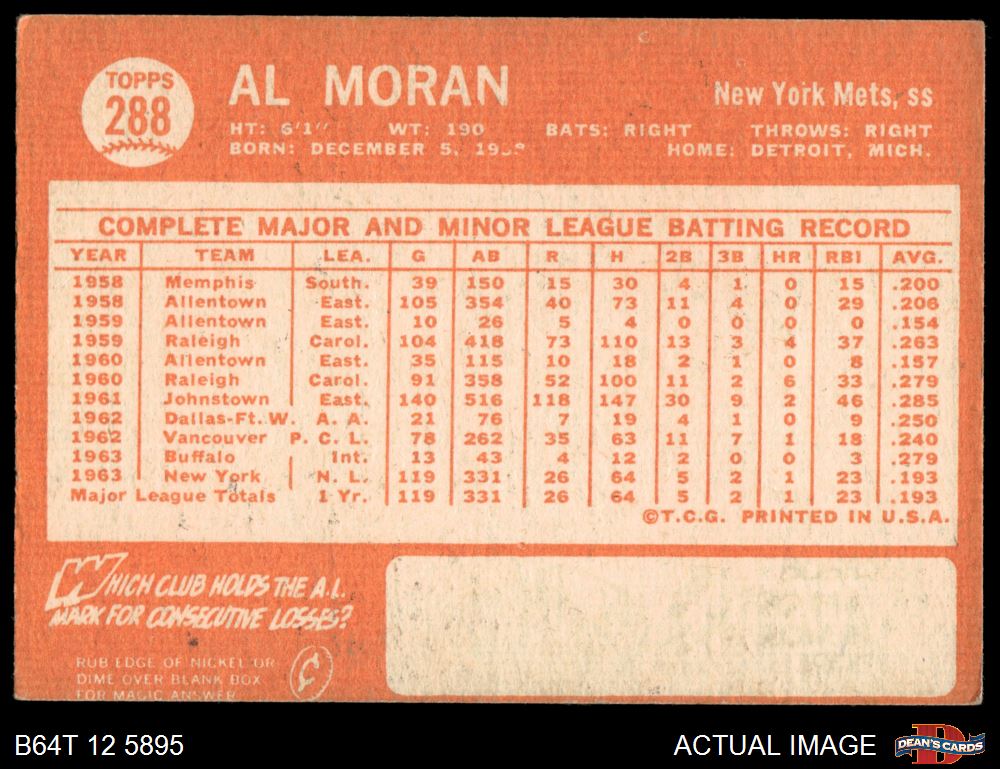 TOPPS
288
AL MORAN
New York Mets, ss
HT: 6'1" WT: 190 BATS: RIGHT THROWS: RIGHT
BORN: DECEMBER 5, HOME: DETROIT, MICH.
COMPLETE MAJOR AND MINOR LEAGUE BATTING RECORD
YEAR TEAM LEA. G AB R H 2B 3B HR RBI AVG.
1958 Memphis South. 39 150 15 30 4 1 0 15 .200
1958 Allentown East. 105 354 40 73 11 4 0 29 .206
1959 Allentown East. 10 26 5 4 0 0 0 0 .154
1959 Raleigh Carol. 104 418 73 110 13 3 4 37 .263
1960 Allentown East. 35 115 10 18 2 1 0 8 .157
1960 Raleigh Carol. 91 358 52 100 11 2 6 33 .279
1961 Johnstown East. 140 516 118 147 30 9 2 46 .285
1962 Dallas-Ft. W. A. A. 21 76 7 19 4 1 0 9 .250
1962 Vancouver P. C. L. 78 262 35 63 11 7 1 18 .240
1963 Buffalo Int. 13 43 4 12 2 0 0 3 .279
1963 New York N. L. 119 331 26 64 5 2 1 23 .193
Major League Totals 1 Yr. 119 331 26 64 5 2 1 23 .193
©T.C.G. PRINTED IN U.S.A.
WHICH CLUB HOLDS THE A.L.
MARK FOR CONSECUTIVE LOSSES?
RUB EDGE OF NICKEL OR
DIME OVER BLANK BOX
FOR MAGIC ANSWER
B64T 12 5895
ACTUAL IMAGE
D
DEAN'S CARDS